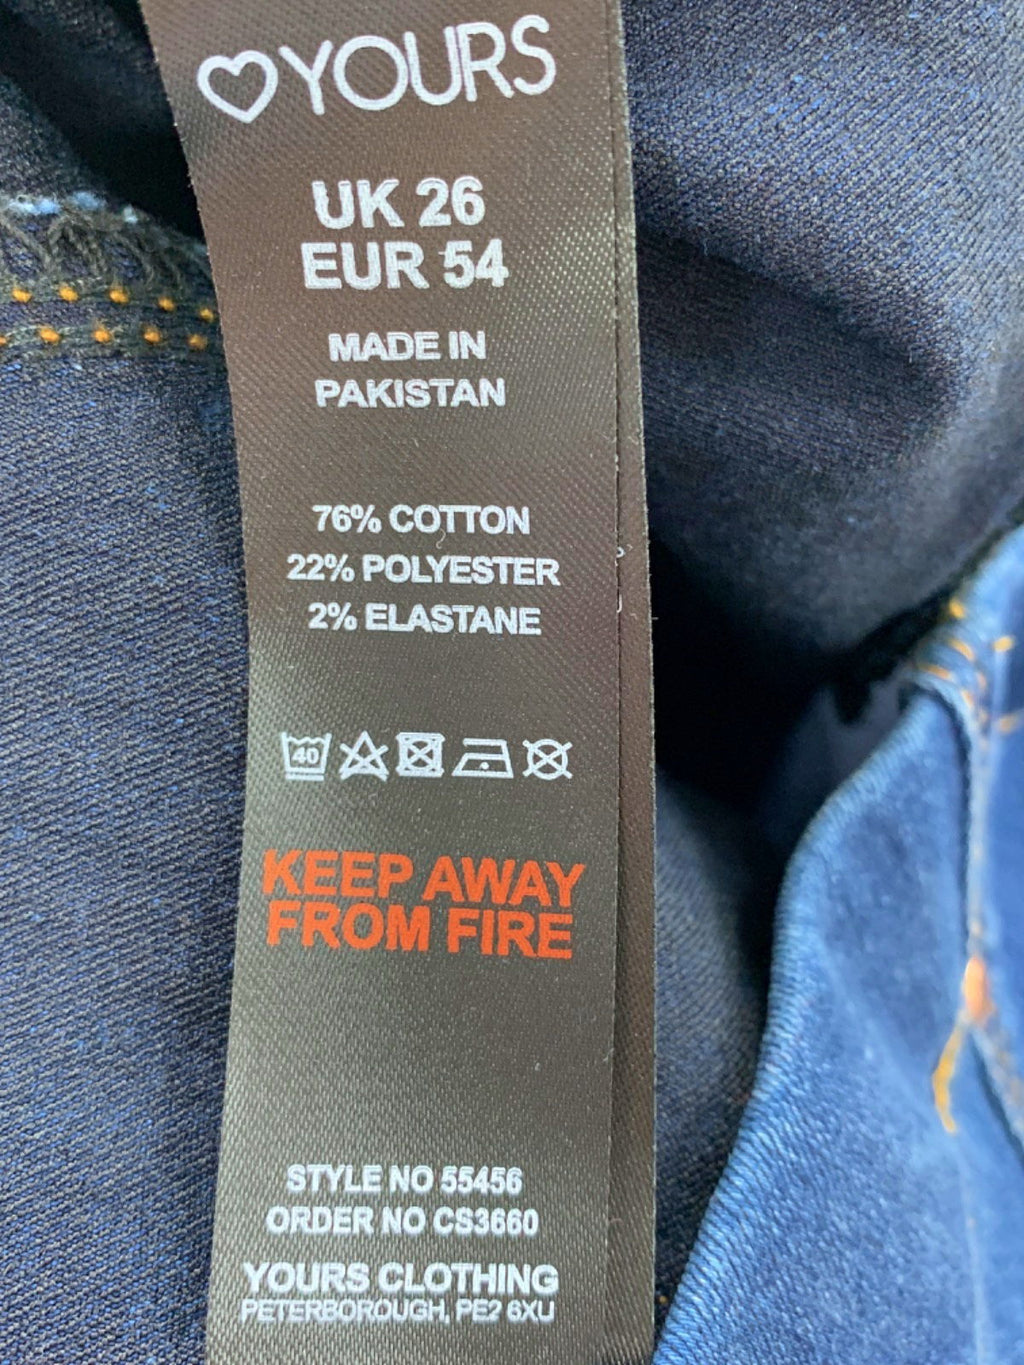 YOURS
UK 26
EUR 54
MADE IN
PAKISTAN
76% COTTON
22% POLYESTER
2% ELASTANE
40
KEEP AWAY
FROM FIRE
STYLE NO 55456
ORDER NO CS3660
YOURS CLOTHING
PETERBOROUGH, PE2 6XU